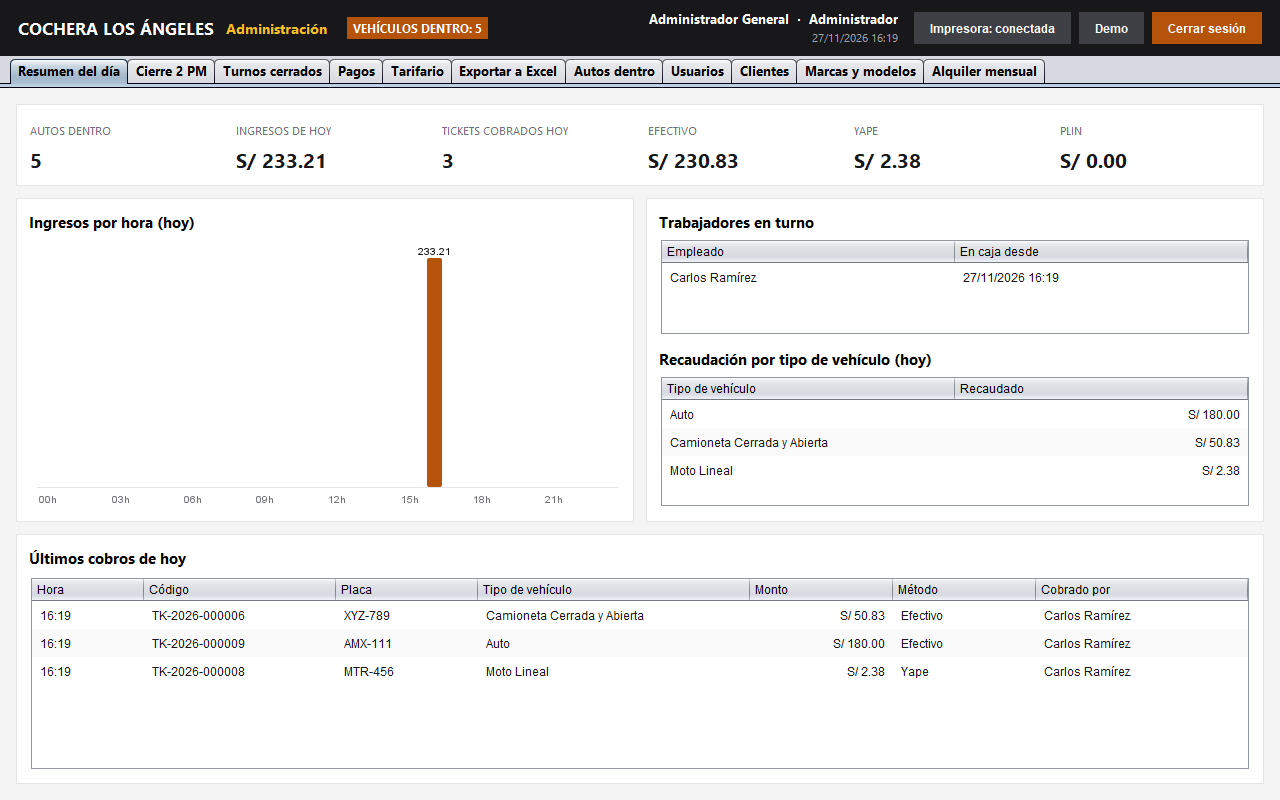 COCHERA LOS ÁNGELES Administración VEHÍCULOS DENTRO: 5 Administrador General · Administrador
27/11/2026 16:19
Impresora: conectada Demo Cerrar sesión
Resumen del día Cierre 2 PM Turnos cerrados Pagos Tarifario Exportar a Excel Autos dentro Usuarios Clientes Marcas y modelos Alquiler mensual
AUTOS DENTRO INGRESOS DE HOY TICKETS COBRADOS HOY EFECTIVO YAPE PLIN
5 S/ 233.21 3 S/ 230.83 S/ 2.38 S/ 0.00
Ingresos por hora (hoy)
233.21
00h 03h 06h 09h 12h 15h 18h 21h
Trabajadores en turno
Empleado En caja desde
Carlos Ramírez 27/11/2026 16:19
Recaudación por tipo de vehículo (hoy)
Tipo de vehículo Recaudado
Auto S/ 180.00
Camioneta Cerrada y Abierta S/ 50.83
Moto Lineal S/ 2.38
Últimos cobros de hoy
Hora Código Placa Tipo de vehículo Monto Método Cobrado por
16:19 TK-2026-000006 XYZ-789 Camioneta Cerrada y Abierta S/ 50.83 Efectivo Carlos Ramírez
16:19 TK-2026-000009 AMX-111 Auto S/ 180.00 Efectivo Carlos Ramírez
16:19 TK-2026-000008 MTR-456 Moto Lineal S/ 2.38 Yape Carlos Ramírez